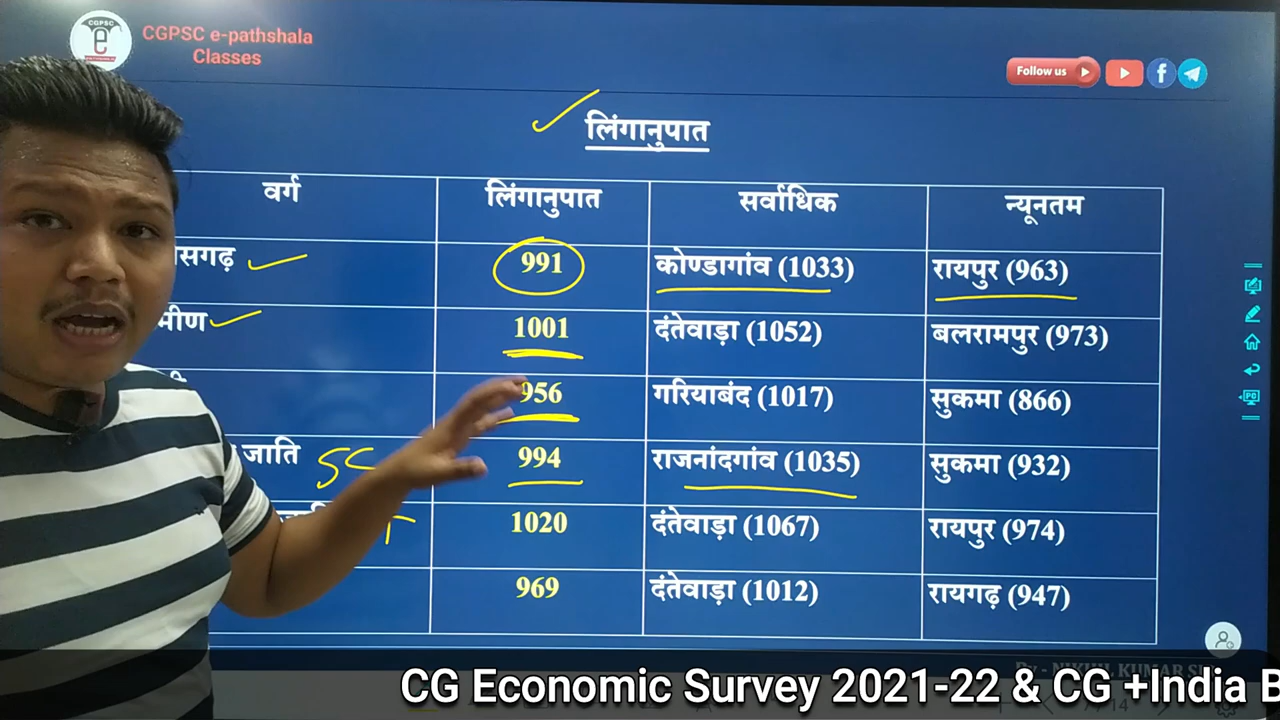 CGPSC
e
CGPSC e-pathshala
Classes
Follow us
लिंगानुपात
वर्ग लिंगानुपात सर्वाधिक न्यूनतम
सगढ़ 991 कोण्डागांव (1033) रायपुर (963)
मीण 1001 दंतेवाड़ा (1052) बलरामपुर (973)
956 गरियाबंद (1017) सुकमा (866)
जाति SC 994 राजनांदगांव (1035) सुकमा (932)
1020 दंतेवाड़ा (1067) रायपुर (974)
969 दंतेवाड़ा (1012) रायगढ़ (947)
CG Economic Survey 2021-22 & CG +India B